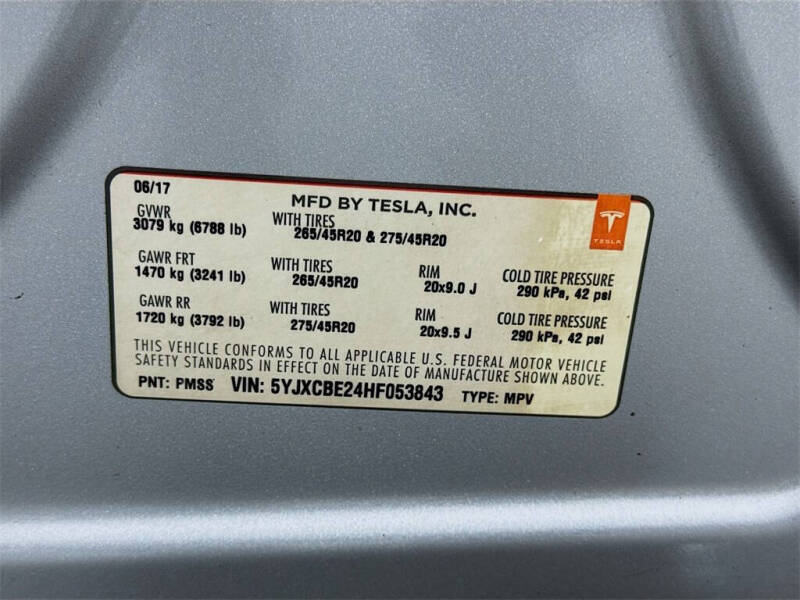 06/17
MFD BY TESLA, INC.
GVWR
3079 kg (6788 lb)
WITH TIRES
265/45R20 & 275/45R20
TESLA
GAWR FRT
1470 kg (3241 lb)
WITH TIRES
265/45R20
RIM
20x9.0 J
COLD TIRE PRESSURE
290 kPa, 42 psi
GAWR RR
1720 kg (3792 lb)
WITH TIRES
275/45R20
RIM
20x9.5 J
COLD TIRE PRESSURE
290 kPa, 42 psi
THIS VEHICLE CONFORMS TO ALL APPLICABLE U.S. FEDERAL MOTOR VEHICLE
SAFETY STANDARDS IN EFFECT ON THE DATE OF MANUFACTURE SHOWN ABOVE.
PNT: PMSS VIN: 5YJXCBE24HF053843 TYPE: MPV